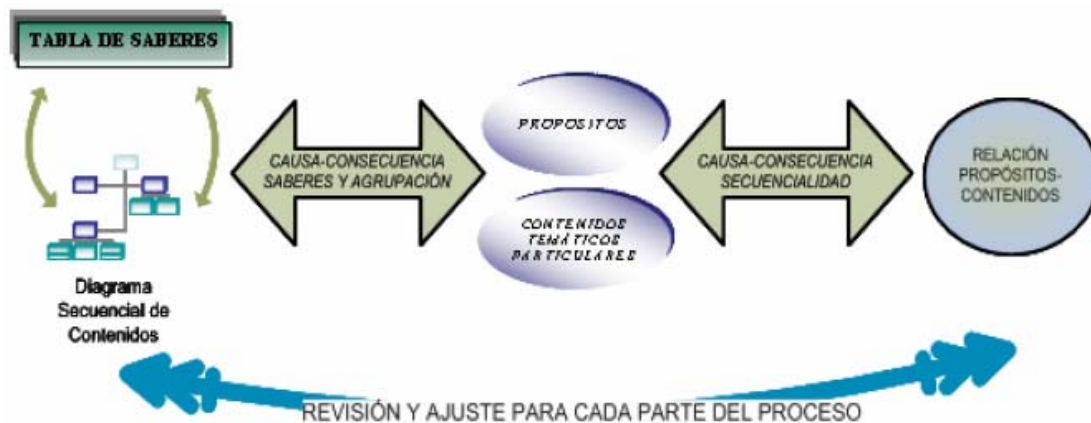 TABLA DE SABERES
Diagrama
Secuencial de
Contenidos
CAUSA-CONSECUENCIA
SABERES Y AGRUPACIÓN
PROPOSITOS
CONTENIDOS
TEMÁTICOS
PARTICULARES
CAUSA-CONSECUENCIA
SECUENCIALIDAD
RELACIÓN
PROPÓSITOS-
CONTENIDOS
REVISIÓN Y AJUSTE PARA CADA PARTE DEL PROCESO